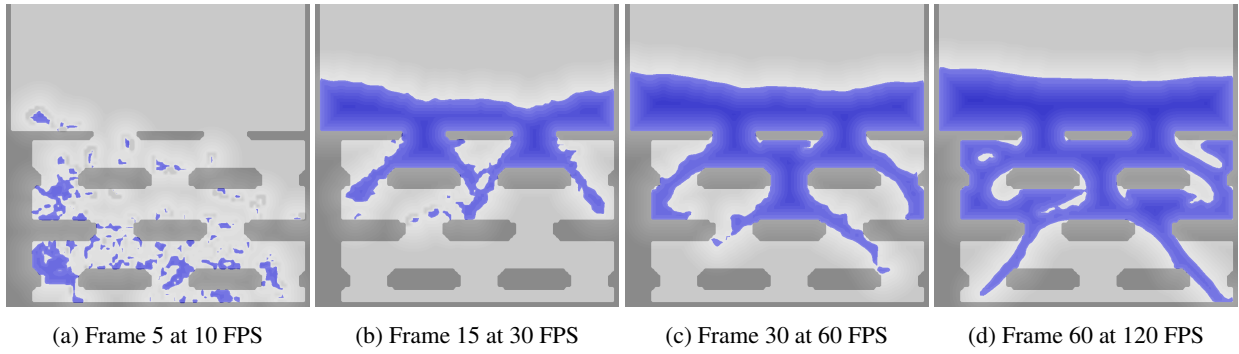 (a) Frame 5 at 10 FPS
(b) Frame 15 at 30 FPS
(c) Frame 30 at 60 FPS
(d) Frame 60 at 120 FPS